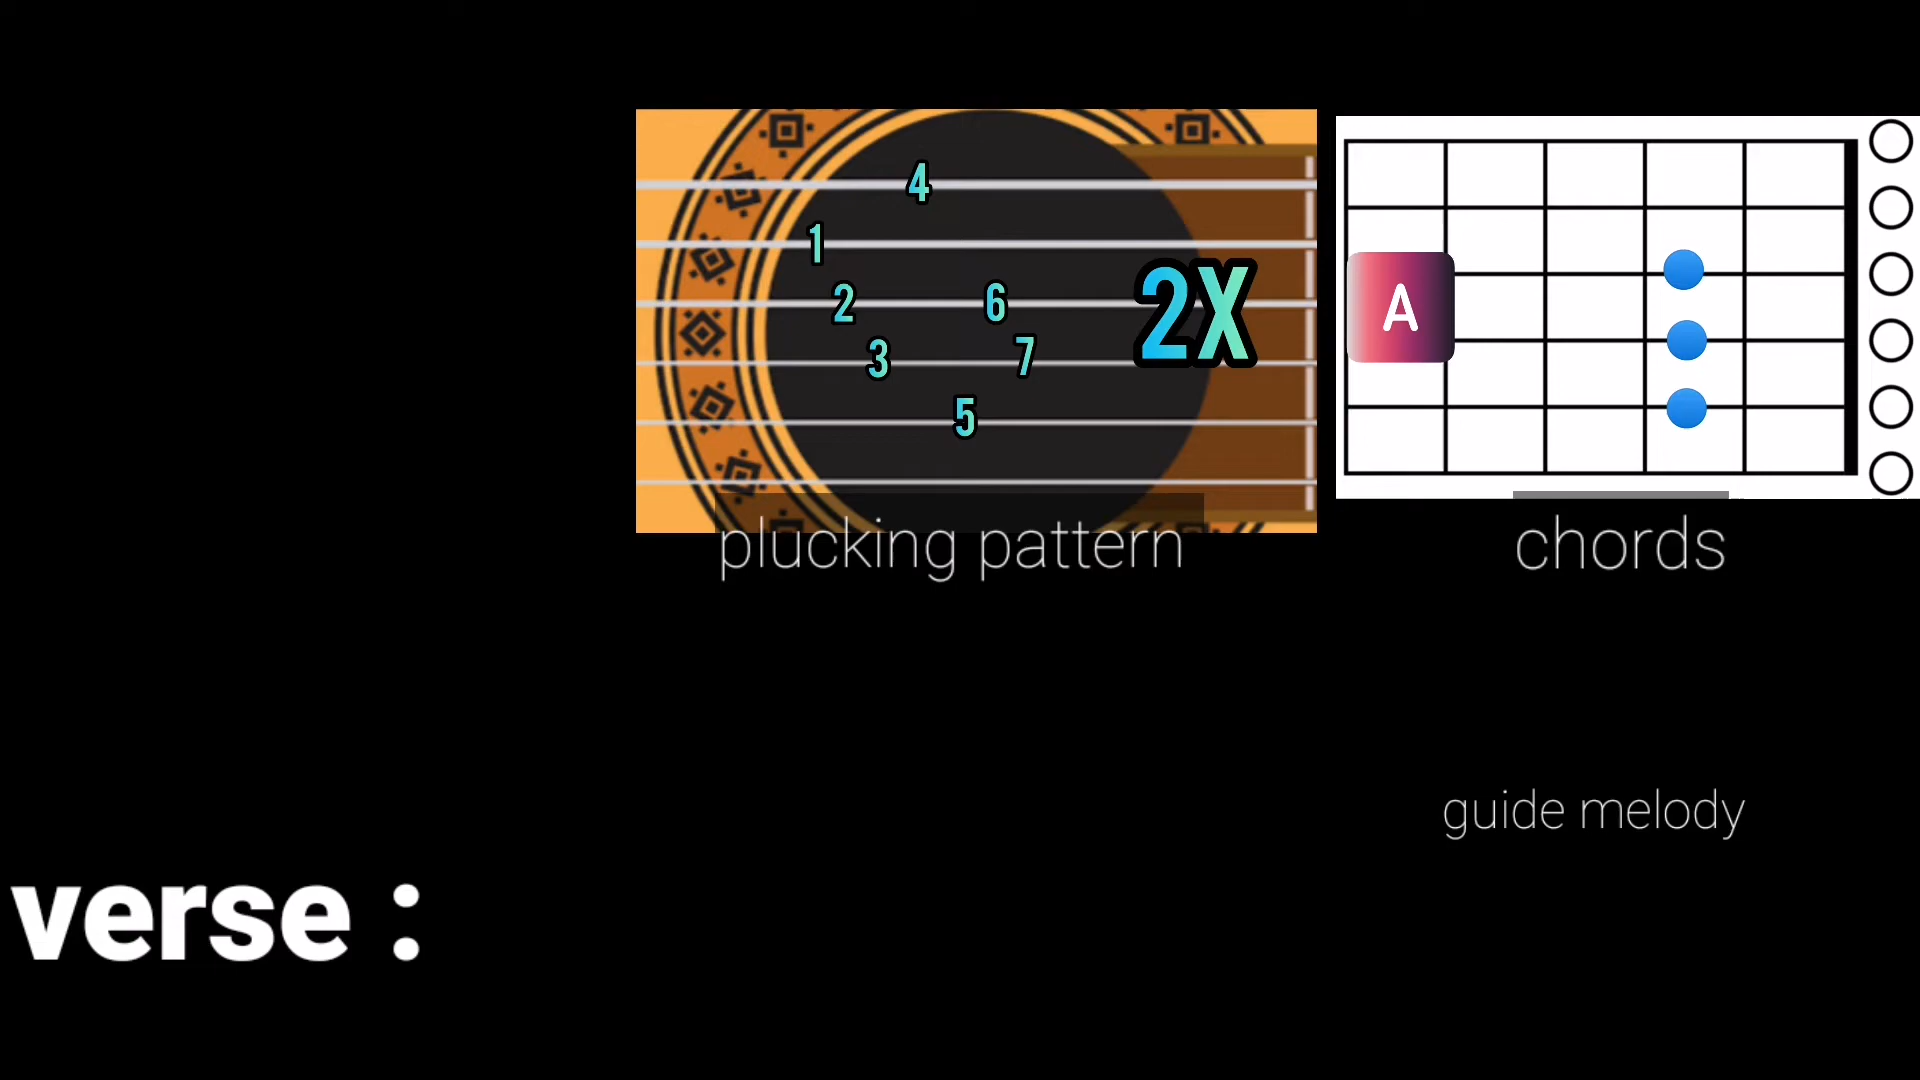 4
1
2 6
3 7
5
2X
A
plucking pattern
chords
guide melody
verse :